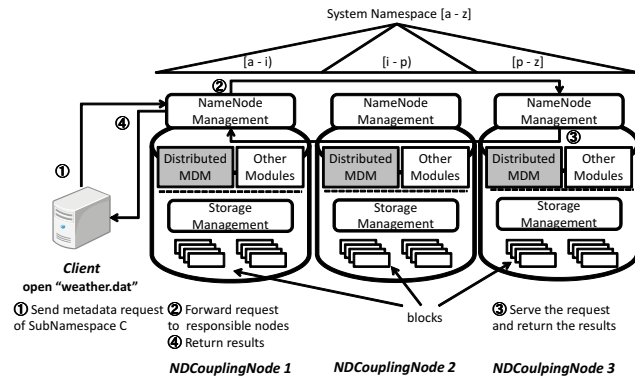 System Namespace [a - z]
[a - i)
[i - p)
[p - z]
②
NameNode
Management
NameNode
Management
NameNode
Management
④
③
①
Distributed
MDM
Other
Modules
Distributed
MDM
Other
Modules
Distributed
MDM
Other
Modules
Storage
Management
Storage
Management
Storage
Management
Client
open “weather.dat”
blocks
① Send metadata request
of SubNamespace C
② Forward request
to responsible nodes
④ Return results
③ Serve the request
and return the results
NDCouplingNode 1
NDCouplingNode 2
NDCoulpingNode 3